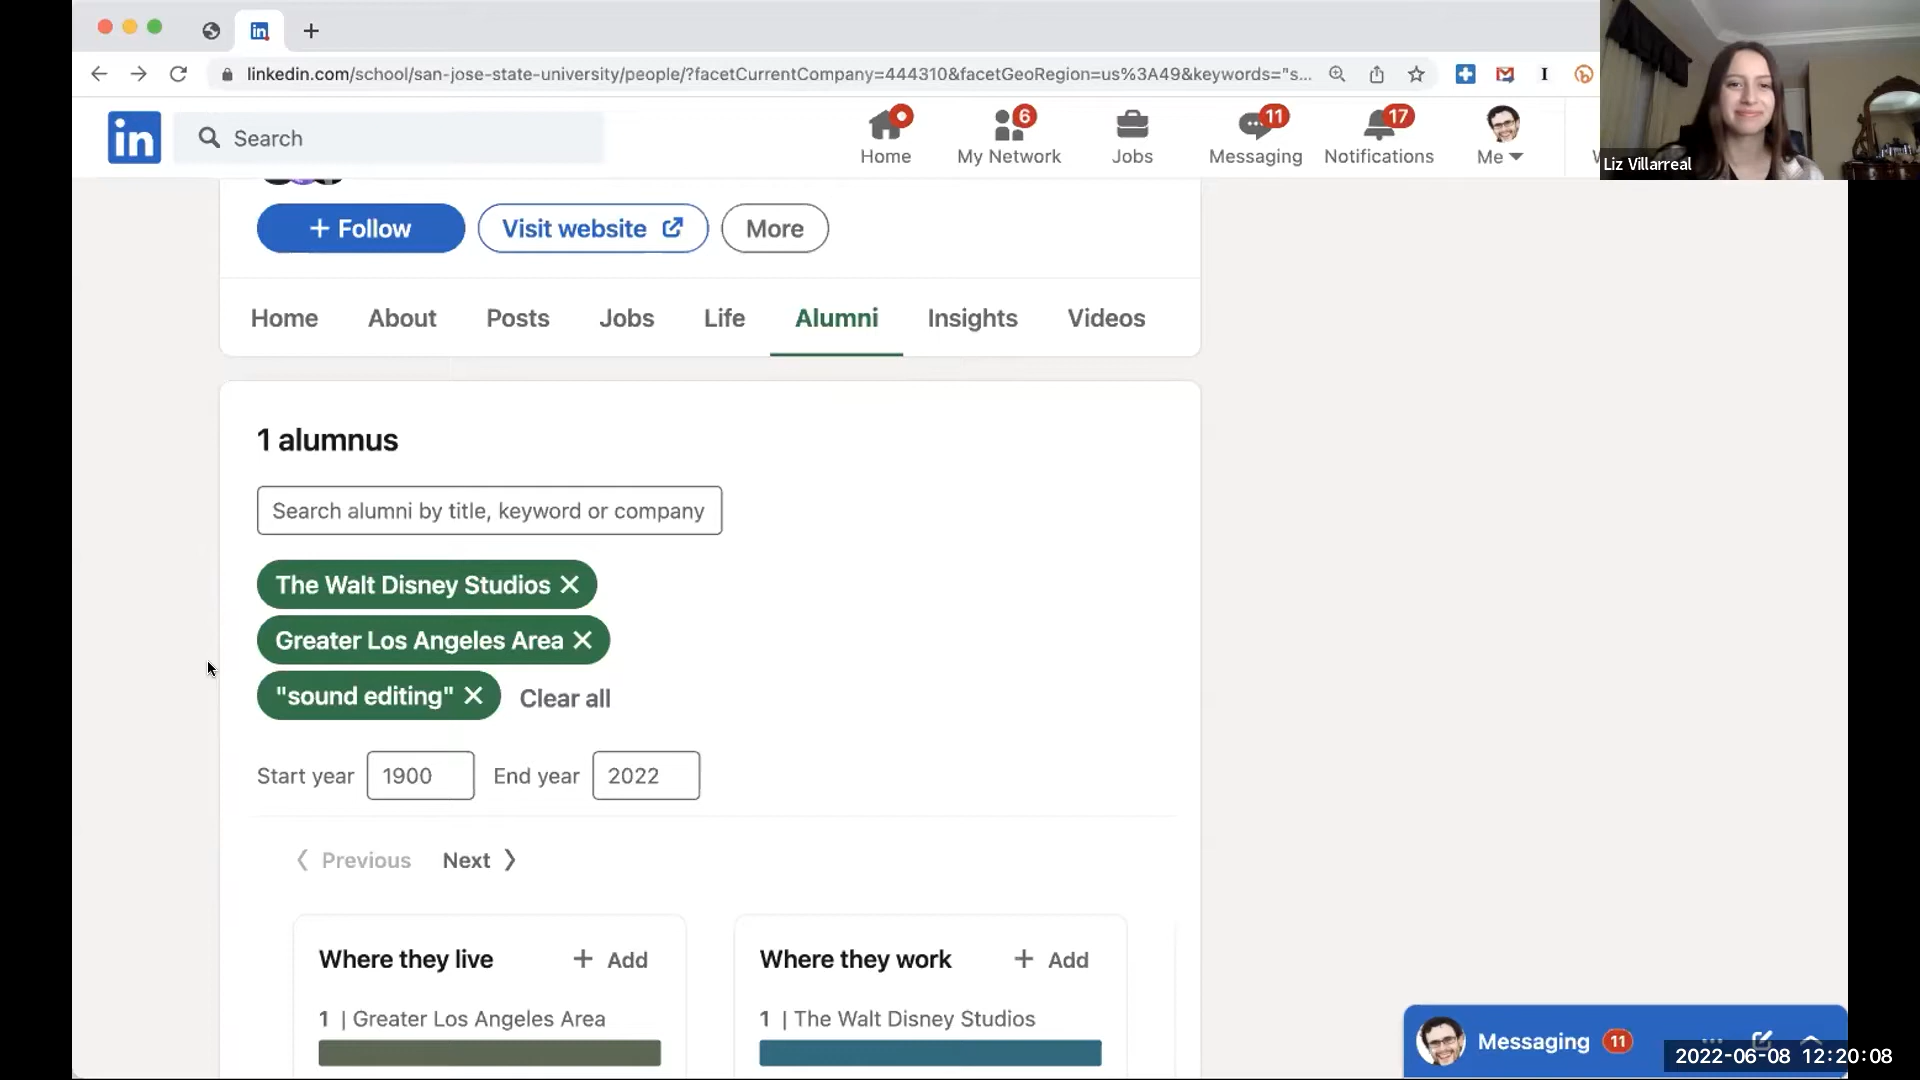 in
+
linkedin.com/school/san-jose-state-university/people/?facetCurrentCompany=444310&facetGeoRegion=us%3A49&keywords="s...
in
Search
Home
6
My Network
Jobs
11
Messaging
17
Notifications
Me
Liz Villarreal
+ Follow
Visit website
More
Home
About
Posts
Jobs
Life
Alumni
Insights
Videos
1 alumnus
Search alumni by title, keyword or company
The Walt Disney Studios ×
Greater Los Angeles Area ×
"sound editing" ×
Clear all
Start year 1900 End year 2022
Previous Next
Where they live + Add
1 | Greater Los Angeles Area
Where they work + Add
1 | The Walt Disney Studios
Messaging 11
2022-06-08 12:20:08